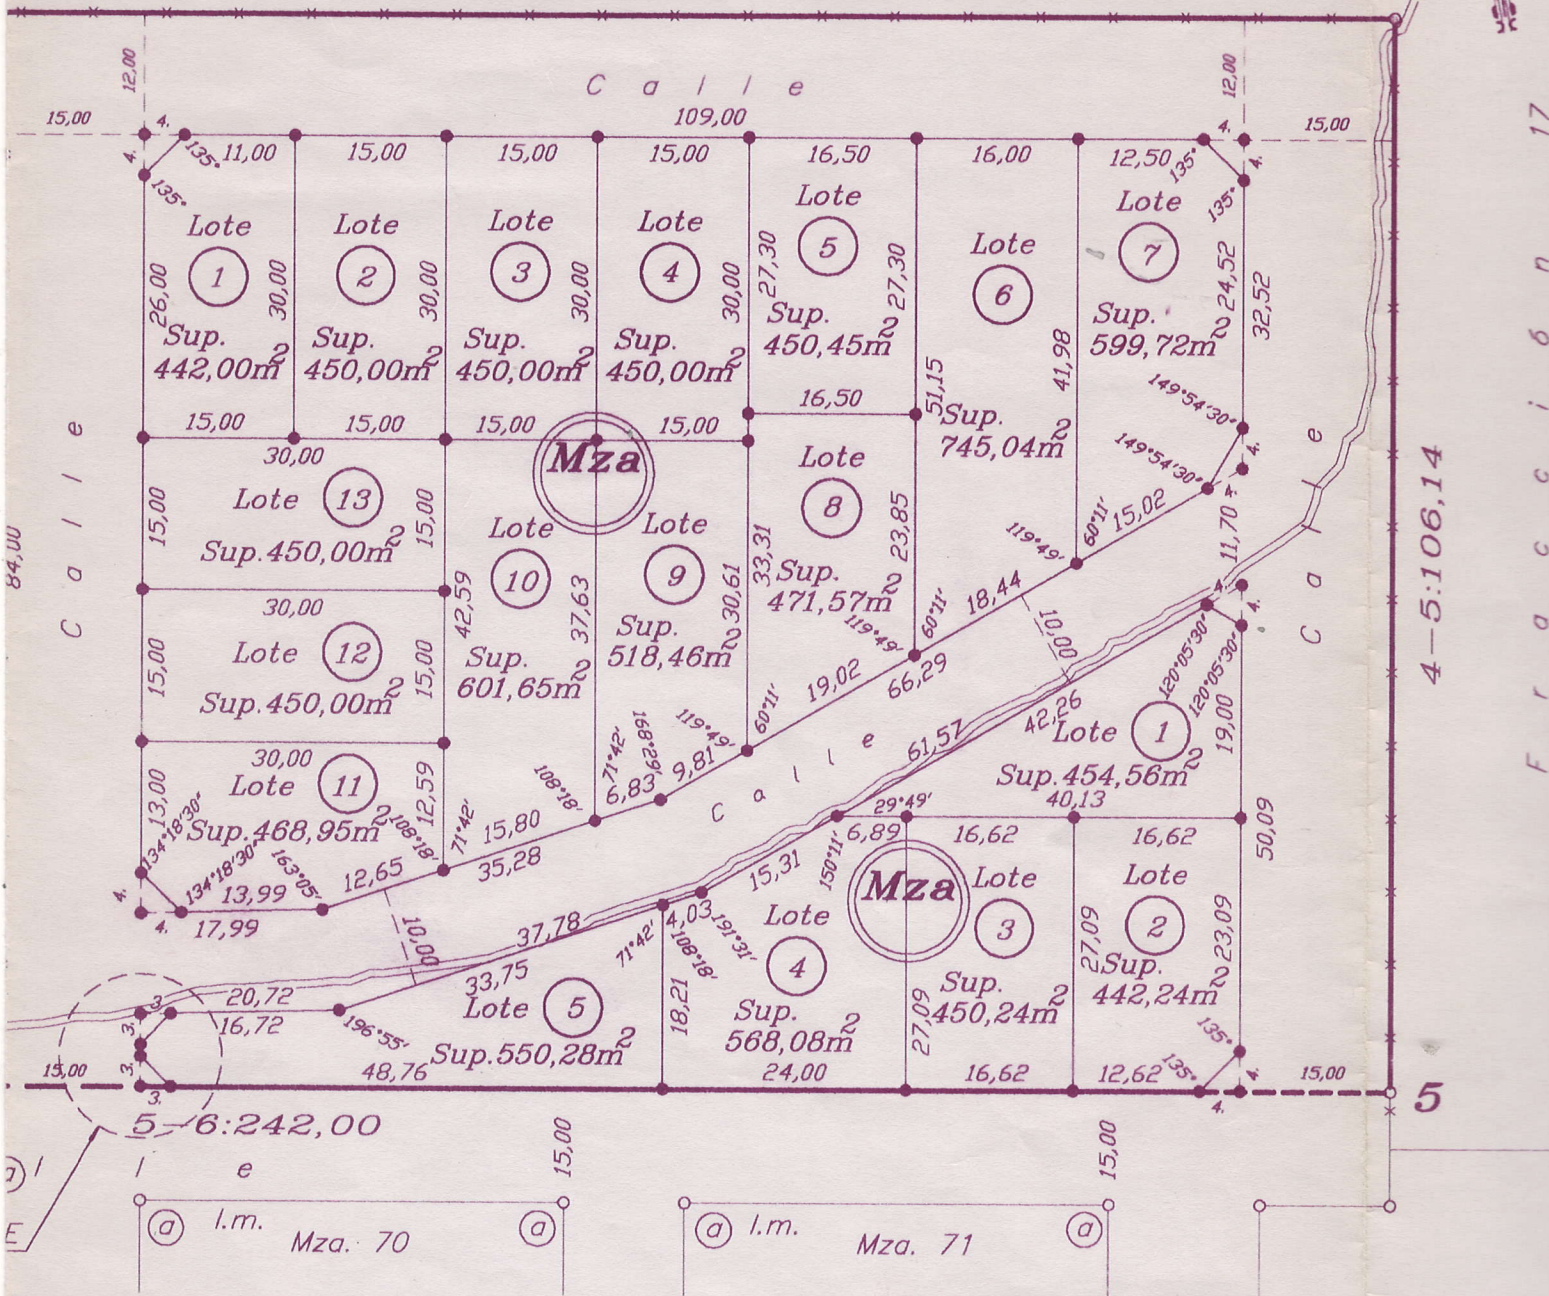 12,00
12,00
Calle
15,00
4.
109,00
4.
15,00
4.
135°
11,00
15,00
15,00
15,00
16,50
16,00
12,50
135°
4.
135°
135°
Lote
1
Sup.
442,00m2
26,00
30,00
Lote
2
Sup.
450,00m2
30,00
Lote
3
Sup.
450,00m2
30,00
Lote
4
Sup.
450,00m2
30,00
Lote
5
Sup.
450,45m2
27,30
27,30
Lote
6
Sup.
745,04m2
51,15
41,98
Lote
7
Sup.
599,72m2
24,52
32,52
149°54'30"
149°54'30"
4.
4.
15,00
15,00
15,00
15,00
16,50
Mza
Calle
84,00
30,00
Lote
13
Sup.450,00m2
15,00
15,00
30,00
Lote
12
Sup.450,00m2
15,00
15,00
30,00
Lote
11
Sup.468,95m2
13,00
12,59
42,59
Lote
10
Sup.
601,65m2
37,63
Lote
9
Sup.
518,46m2
30,61
33,31
Lote
8
Sup.
471,57m2
23,85
119°49'
60°11'
15,02
11,70
119°49'
60°11'
18,44
10,00
119°49'
60°11'
19,02
66,29
168°29'
71°42'
108°18'
6,83
9,81
71°42'
108°18'
15,80
35,28
134°18'30"
134°18'30"
163°05'
12,65
13,99
17,99
4.
4.
10,00
Calle
Calle
4—5:106,14
Fracción 17
4.
4.
120°05'30"
120°05'30"
61,57
42,26
Lote
1
Sup.454,56m2
19,00
40,13
29°49'
6,89
16,62
16,62
50,09
150°11'
15,31
Mza
Lote
3
Sup.
450,24m2
27,09
27,09
Lote
2
Sup.
442,24m2
23,09
Lote
4
Sup.
568,08m2
4,03
191°31'
108°18'
71°42'
18,21
37,78
33,75
Lote
5
Sup.550,28m2
20,72
16,72
196°55'
3.
3.
3.
3.
15,00
48,76
24,00
16,62
12,62
135°
135°
4.
4.
15,00
5
5—6:242,00
l e
15,00
15,00
a
l.m.
Mza. 70
a
a
l.m.
Mza. 71
a
E